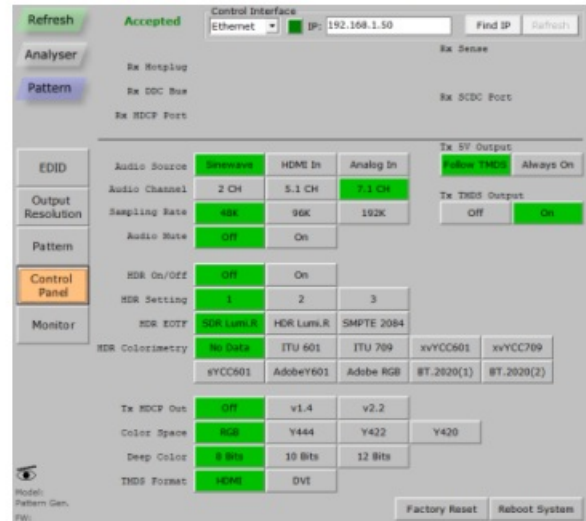 Refresh
Accepted
Control Interface
Ethernet
IP: 192.168.1.50
Find IP
Refresh
Analyser
Rx Sense
Rx Hotplug
Pattern
Rx DDC Bus
Rx SCDC Port
Rx HDCP Port
Tx 5V Output
EDID
Audio Source
Sinewave
HDMI In
Analog In
Follow TMDS
Always On
Audio Channel
2 CH
5.1 CH
7.1 CH
Tx TMDS Output
Output
Resolution
Sampling Rate
48K
96K
192K
Off
On
Pattern
Audio Mute
Off
On
Control
Panel
HDR On/Off
Off
On
HDR Setting
1
2
3
Monitor
HDR EOTF
SDR Lumi.R
HDR Lumi.R
SMPTE 2084
HDR Colorimetry
No Data
ITU 601
ITU 709
xvYCC601
xvYCC709
sYCC601
AdobeY601
Adobe RGB
BT.2020(1)
BT.2020(2)
Tx HDCP Out
Off
v1.4
v2.2
Color Space
RGB
Y444
Y422
Y420
Deep Color
8 Bits
10 Bits
12 Bits
TMDS Format
HDMI
DVI
Model:
Pattern Gen.
FW:
Factory Reset
Reboot System